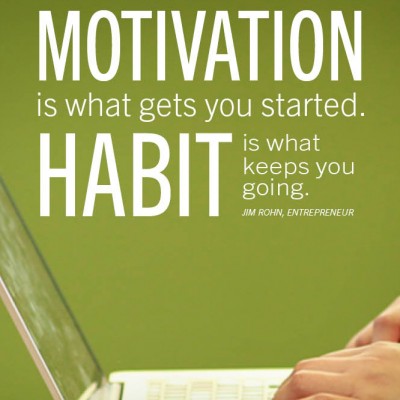 MOTIVATION
is what gets you started.
HABIT
is what
keeps you
going.
JIM ROHN, ENTREPRENEUR